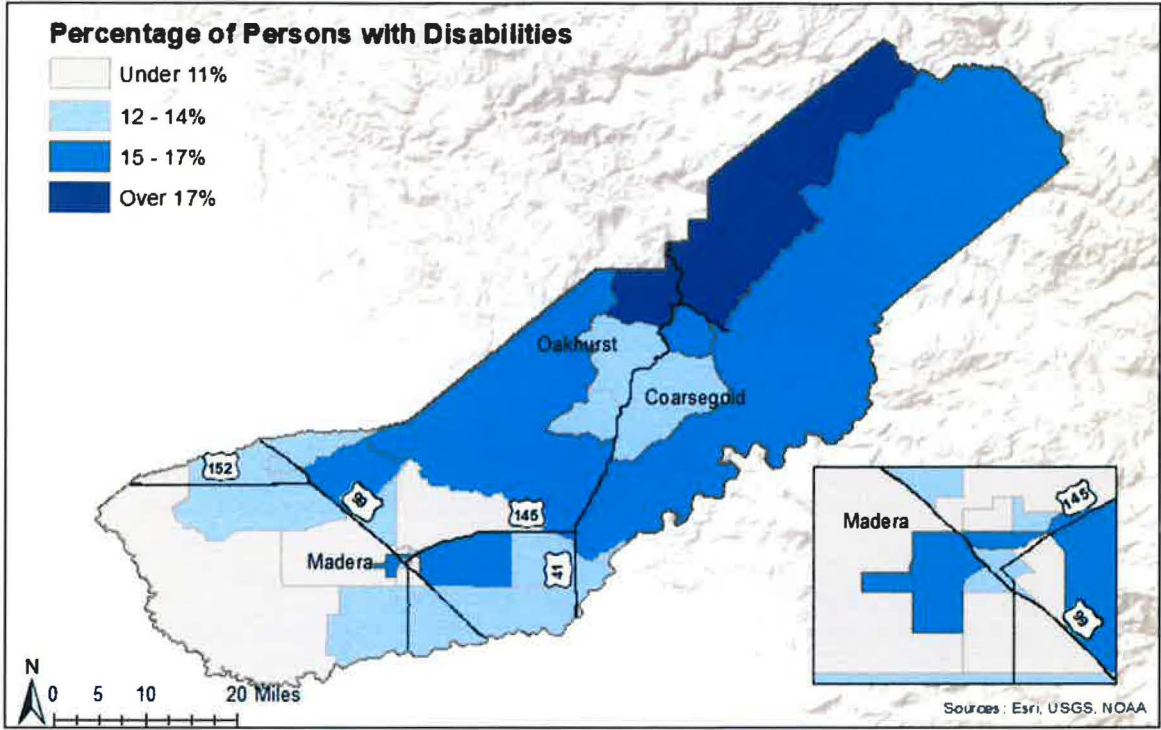 Percentage of Persons with Disabilities
Under 11%
12 - 14%
15 - 17%
Over 17%
Oakhurst
Coarsegold
152
99
145
Madera
41
Madera
145
99
N
0 5 10 20 Miles
Sources: Esri, USGS, NOAA